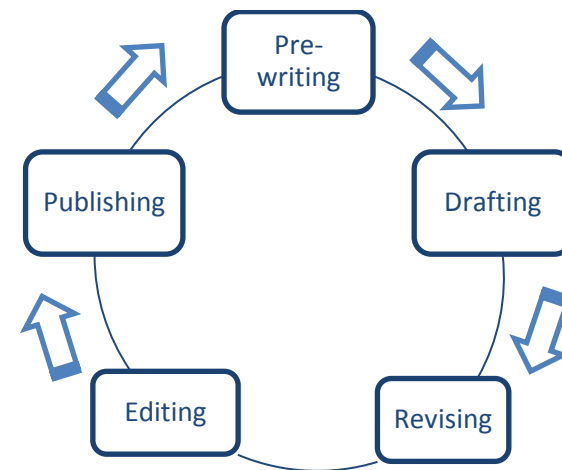 Pre-
writing
Drafting
Revising
Editing
Publishing